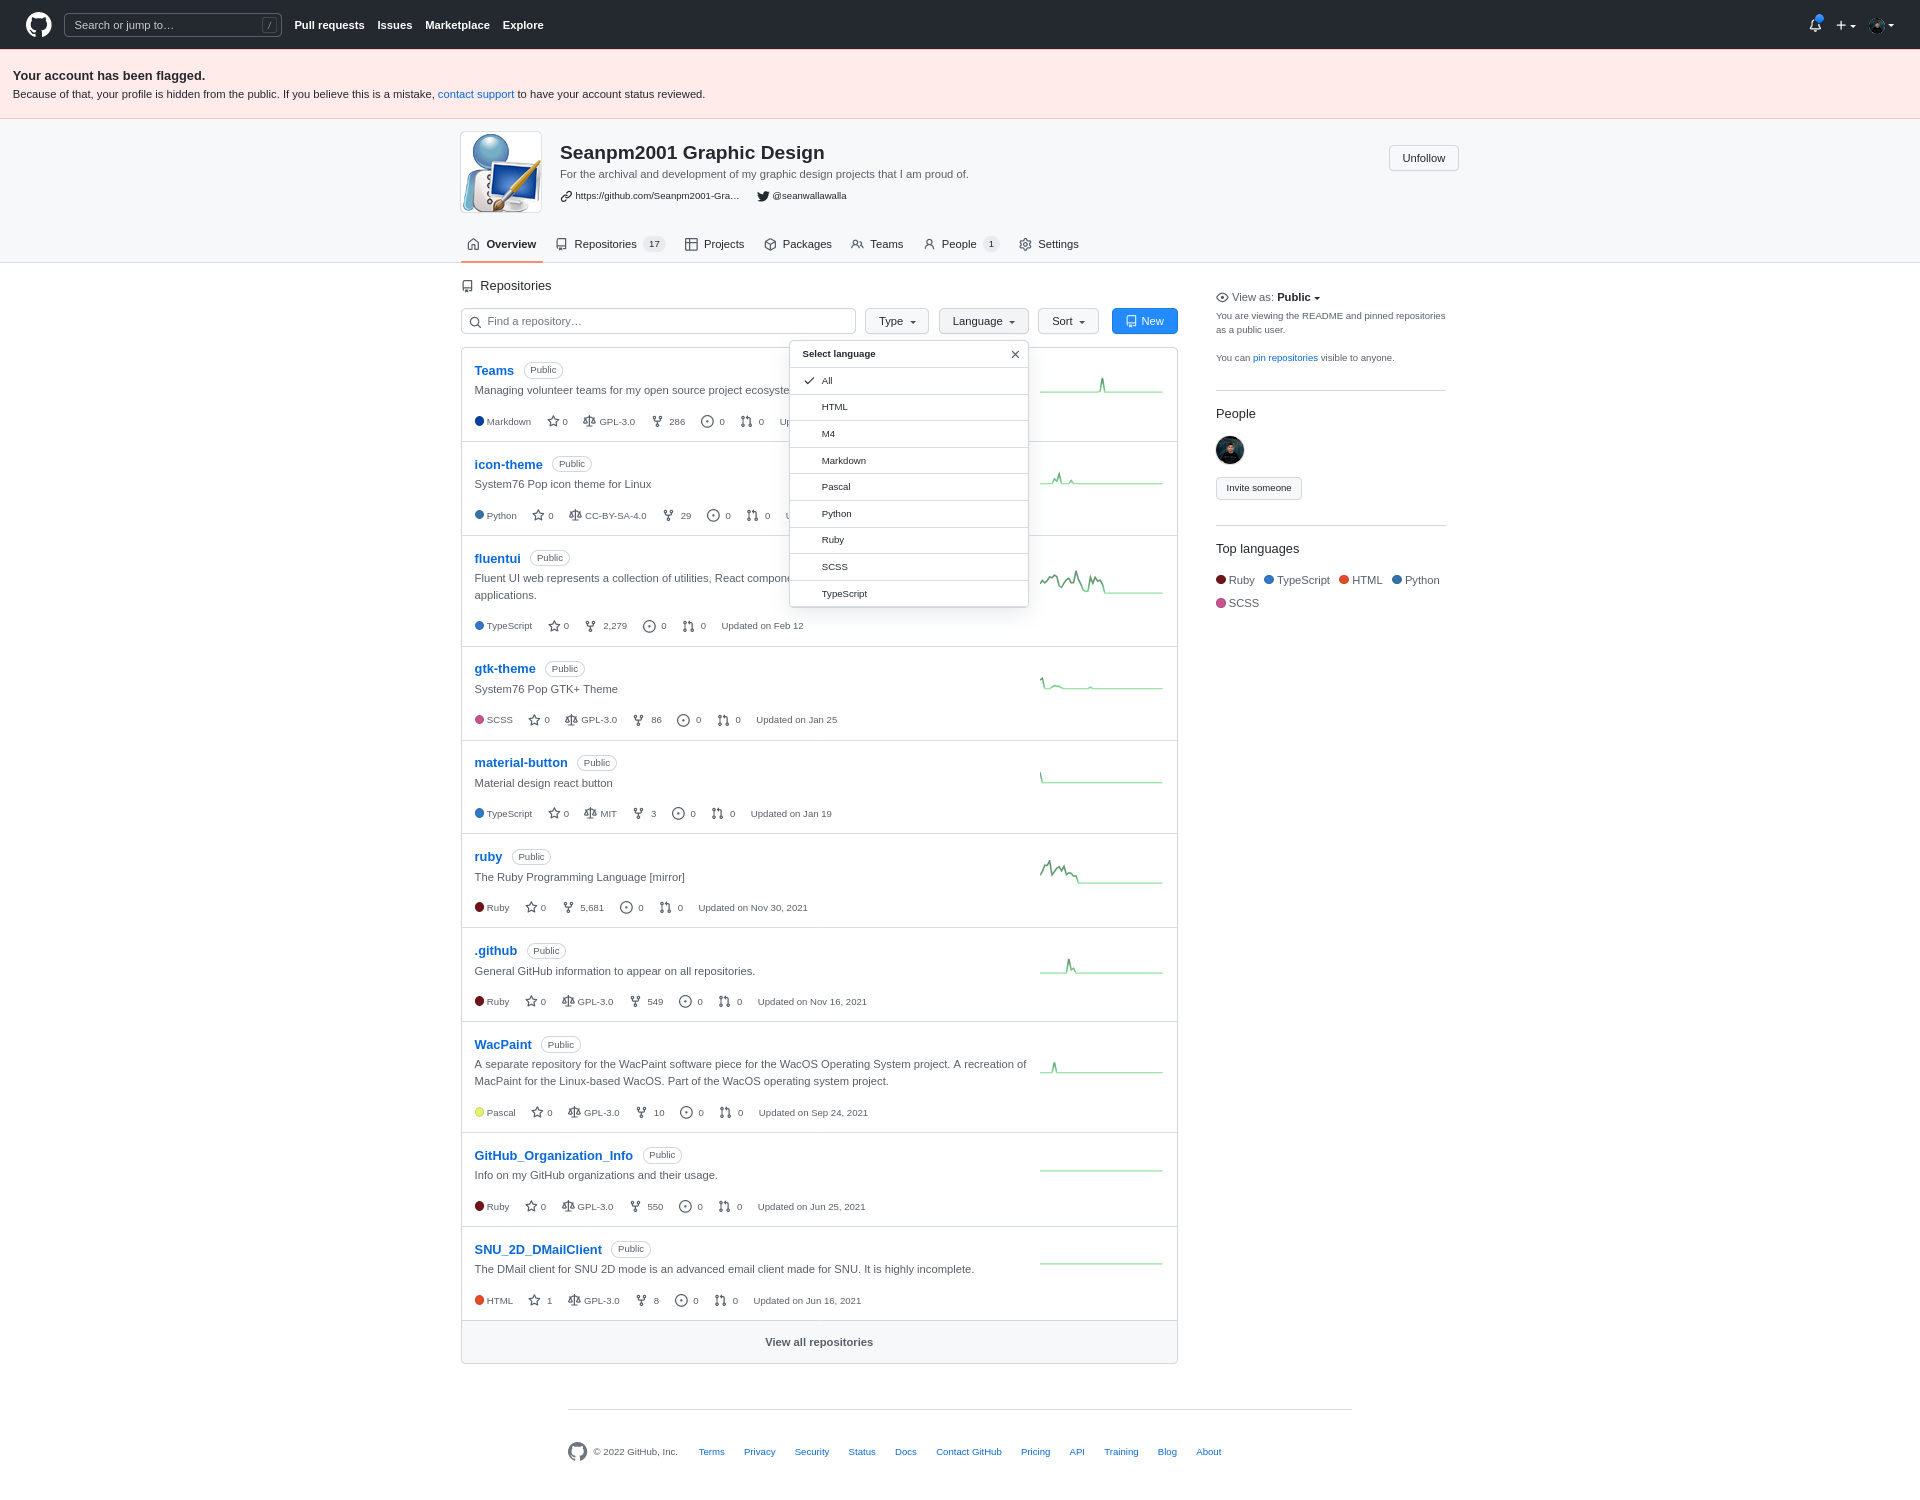 Search or jump to… /
Pull requests Issues Marketplace Explore
Your account has been flagged.
Because of that, your profile is hidden from the public. If you believe this is a mistake, contact support to have your account status reviewed.
Seanpm2001 Graphic Design
For the archival and development of my graphic design projects that I am proud of.
https://github.com/Seanpm2001-Gra… @seanwallawalla
Unfollow
Overview Repositories 17 Projects Packages Teams People 1 Settings
Repositories
Find a repository… Type Language Sort New
Select language
All
HTML
M4
Markdown
Pascal
Python
Ruby
SCSS
TypeScript
Teams Public
Managing volunteer teams for my open source project ecosyste
Markdown 0 GPL-3.0 286 0 0 Up
icon-theme Public
System76 Pop icon theme for Linux
Python 0 CC-BY-SA-4.0 29 0 0
fluentui Public
Fluent UI web represents a collection of utilities, React compone
applications.
TypeScript 0 2,279 0 0 Updated on Feb 12
gtk-theme Public
System76 Pop GTK+ Theme
SCSS 0 GPL-3.0 86 0 0 Updated on Jan 25
material-button Public
Material design react button
TypeScript 0 MIT 3 0 0 Updated on Jan 19
ruby Public
The Ruby Programming Language [mirror]
Ruby 0 5,681 0 0 Updated on Nov 30, 2021
.github Public
General GitHub information to appear on all repositories.
Ruby 0 GPL-3.0 549 0 0 Updated on Nov 16, 2021
WacPaint Public
A separate repository for the WacPaint software piece for the WacOS Operating System project. A recreation of
MacPaint for the Linux-based WacOS. Part of the WacOS operating system project.
Pascal 0 GPL-3.0 10 0 0 Updated on Sep 24, 2021
GitHub_Organization_Info Public
Info on my GitHub organizations and their usage.
Ruby 0 GPL-3.0 550 0 0 Updated on Jun 25, 2021
SNU_2D_DMailClient Public
The DMail client for SNU 2D mode is an advanced email client made for SNU. It is highly incomplete.
HTML 1 GPL-3.0 8 0 0 Updated on Jun 16, 2021
View all repositories
View as: Public
You are viewing the README and pinned repositories
as a public user.
You can pin repositories visible to anyone.
People
Invite someone
Top languages
Ruby TypeScript HTML Python
SCSS
© 2022 GitHub, Inc. Terms Privacy Security Status Docs Contact GitHub Pricing API Training Blog About